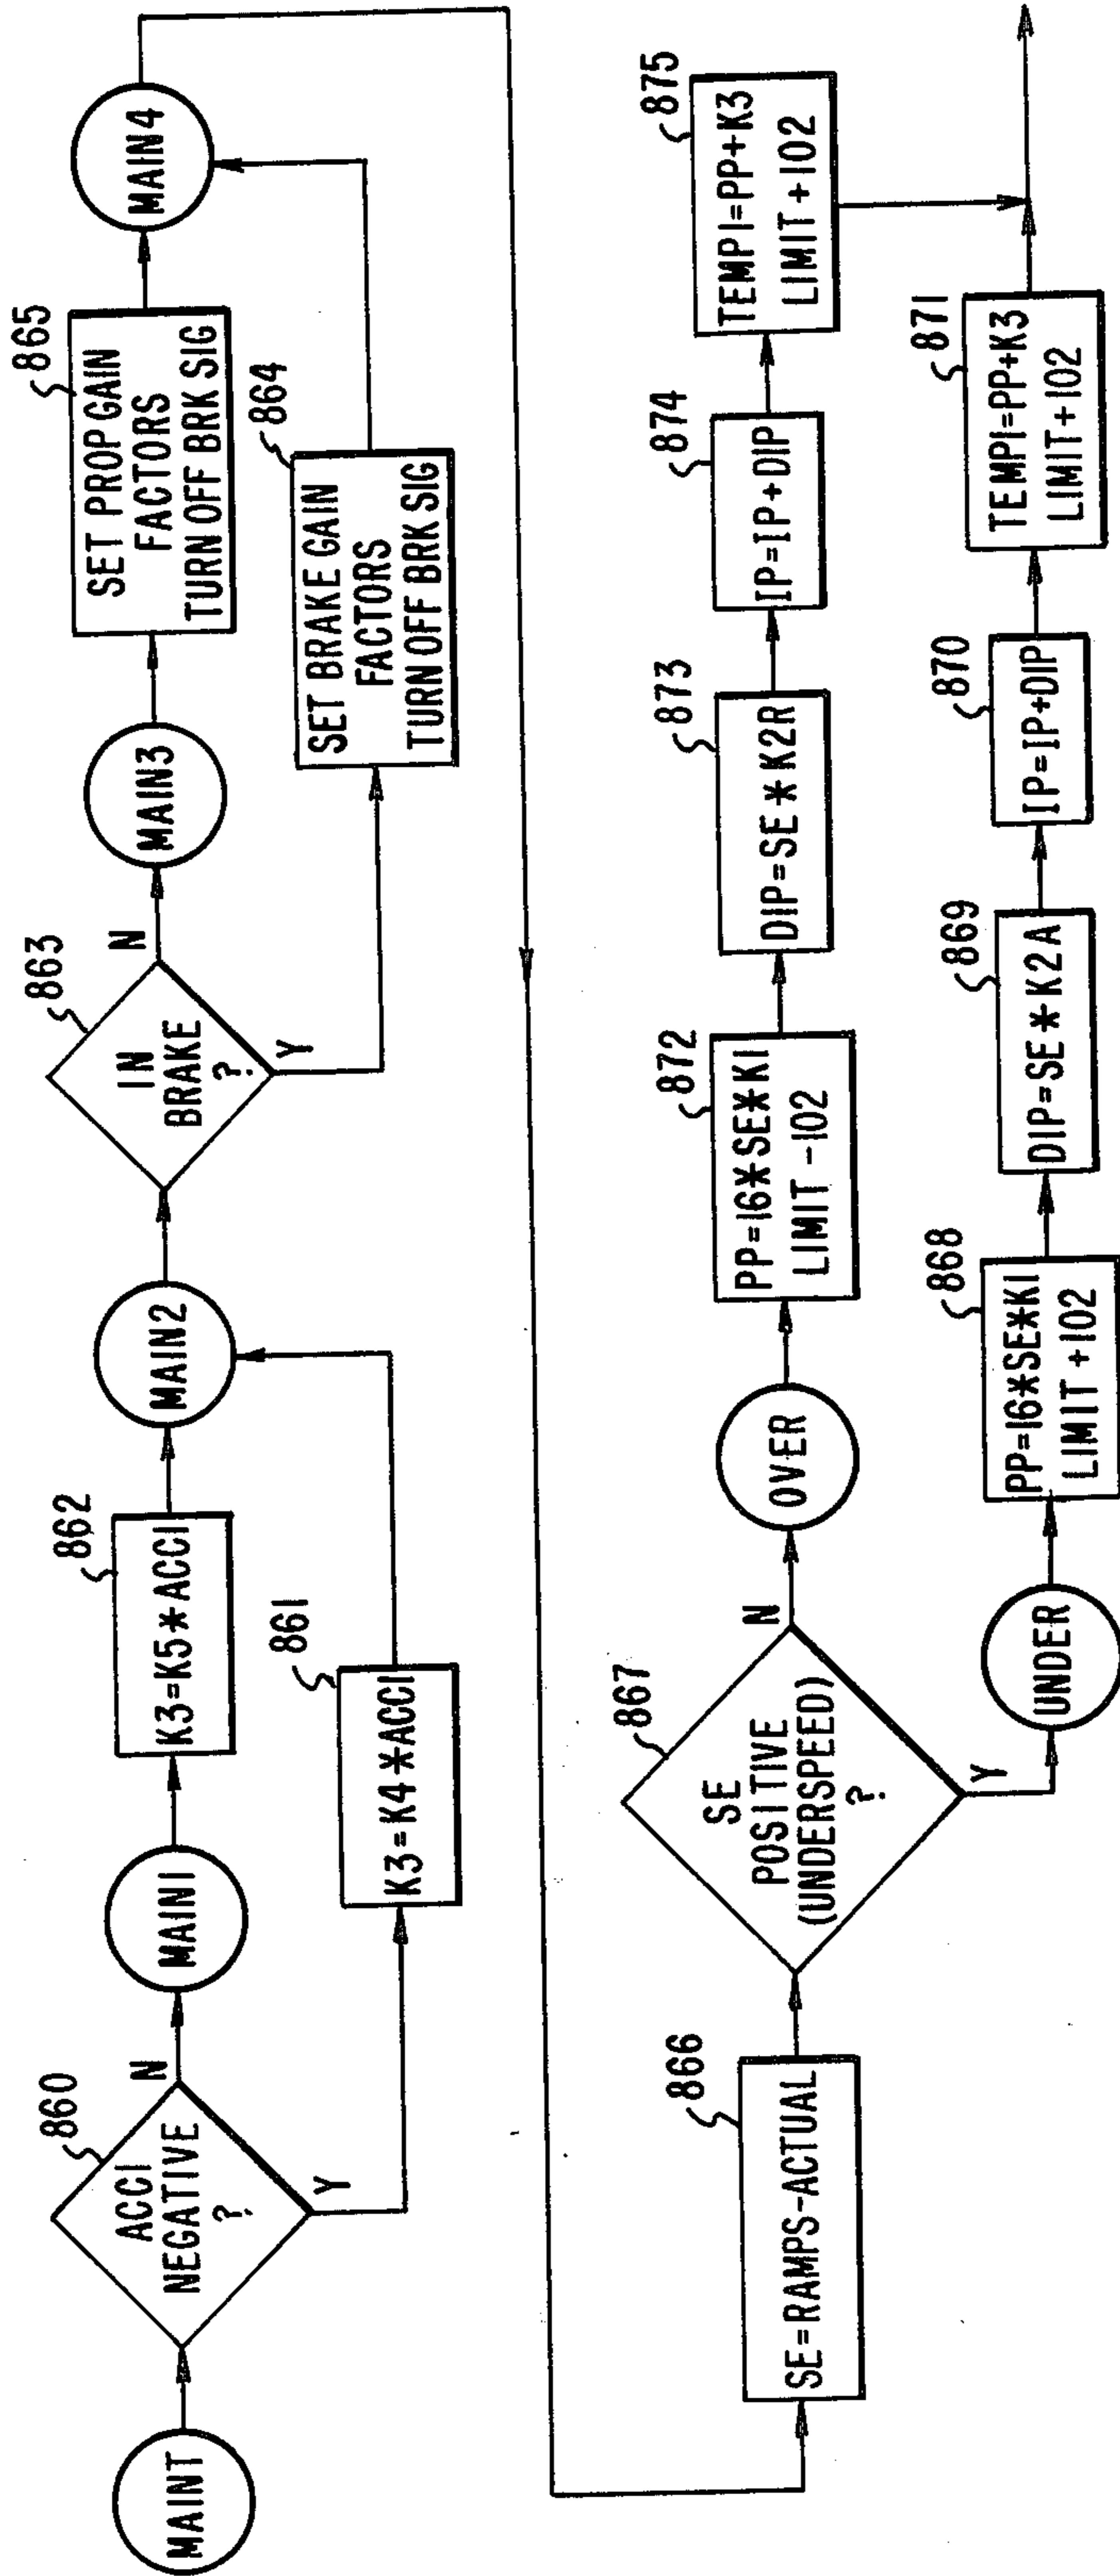 MAINT
860
ACCI
NEGATIVE
?
N
Y
MAIN1
862
K3=K5*ACCI
861
K3=K4*ACCI
MAIN2
863
IN
BRAKE
?
N
Y
MAIN3
865
SET PROP GAIN
FACTORS
TURN OFF BRK SIG
864
SET BRAKE GAIN
FACTORS
TURN OFF BRK SIG
MAIN4
866
SE=RAMPS-ACTUAL
867
SE
POSITIVE
(UNDERSPEED)
?
N
Y
OVER
872
PP=16*SE*K1
LIMIT -102
873
DIP=SE*K2R
874
IP=IP+DIP
875
TEMP1=PP+K3
LIMIT +102
UNDER
868
PP=16*SE*K1
LIMIT +102
869
DIP=SE*K2A
870
IP=IP+DIP
871
TEMP1=PP+K3
LIMIT+102